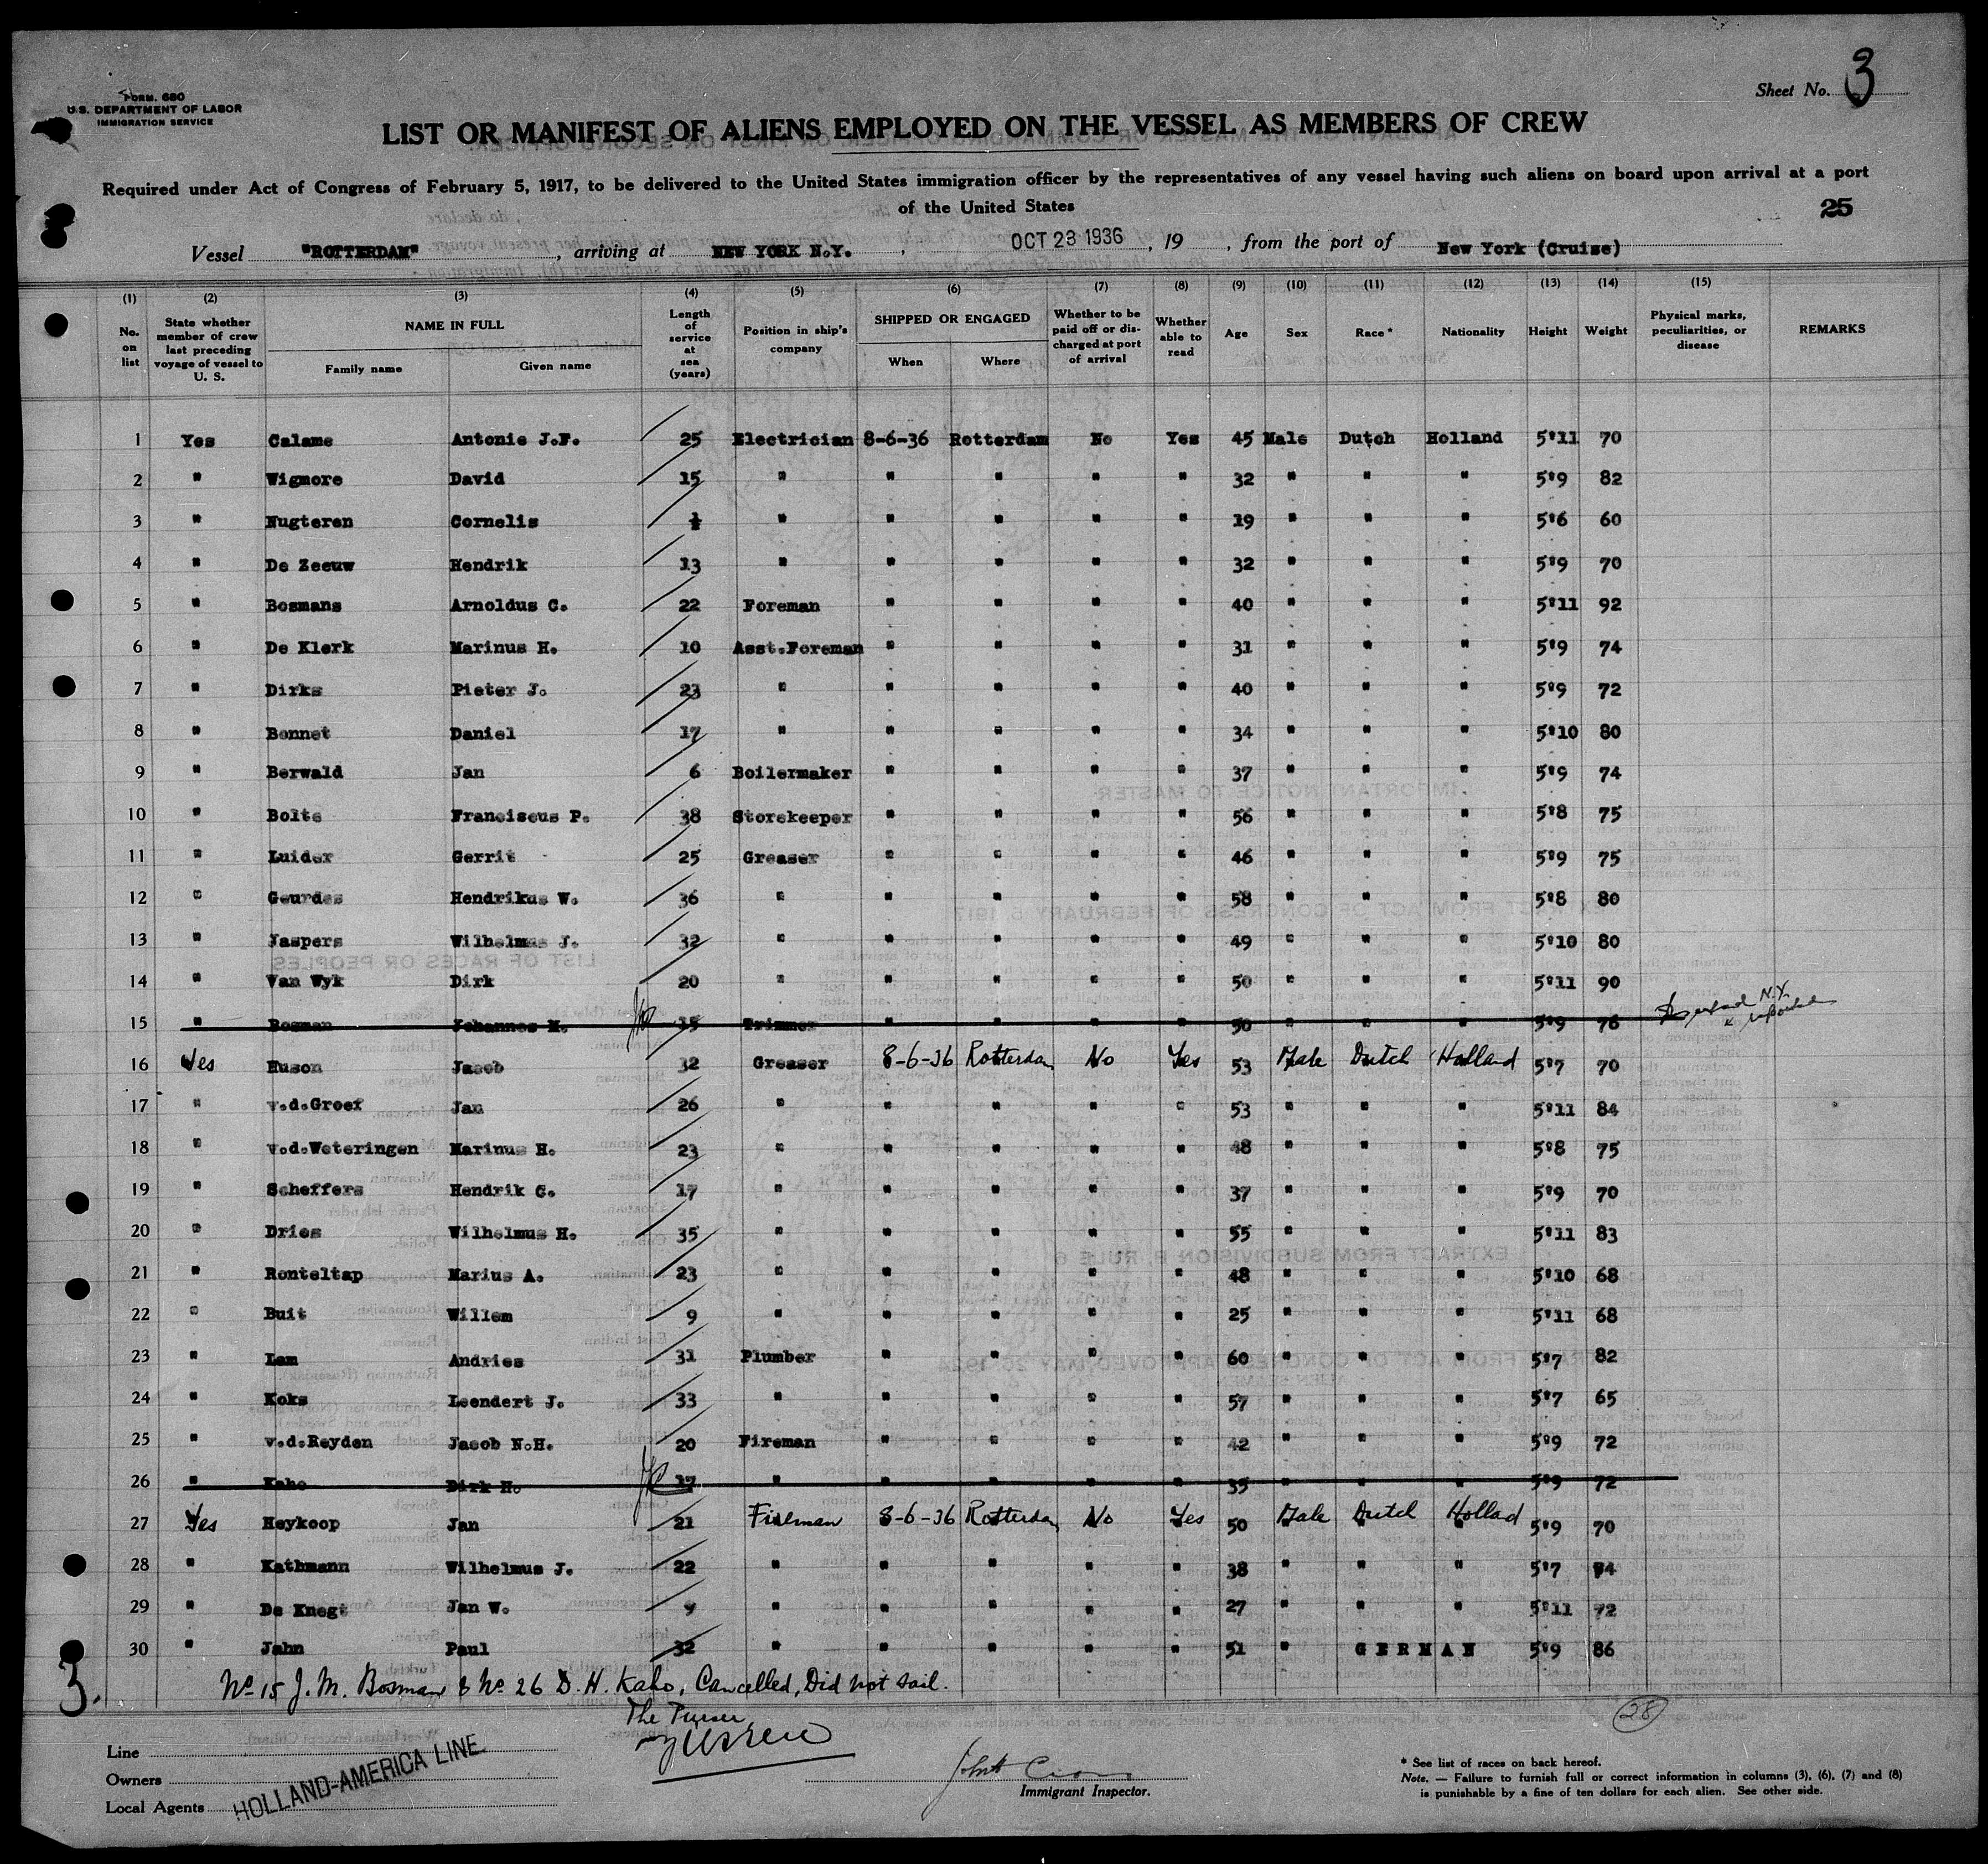 Sheet No. 3
FORM. 680
U.S. DEPARTMENT OF LABOR
IMMIGRATION SERVICE
LIST OR MANIFEST OF ALIENS EMPLOYED ON THE VESSEL AS MEMBERS OF CREW
Required under Act of Congress of February 5, 1917, to be delivered to the United States immigration officer by the representatives of any vessel having such aliens on board upon arrival at a port
of the United States
25
Vessel "ROTTERDAM", arriving at NEW YORK N.Y. , OCT 23 1936, 19 , from the port of New York (Cruise)
(1) (2) (3) (4) (5) (6) (7) (8) (9) (10) (11) (12) (13) (14) (15)
No. on list State whether member of crew last preceding voyage of vessel to U. S. NAME IN FULL Family name Given name Length of service at sea (years) Position in ship's company SHIPPED OR ENGAGED When Where Whether to be paid off or discharged at port of arrival Whether able to read Age Sex Race * Nationality Height Weight Physical marks, peculiarities, or disease REMARKS
1 Yes Calame Antonie J.F. 25 Electrician 8-6-36 Rotterdam No Yes 45 Male Dutch Holland 5'11 70
2 " Wigmore David 15 " " " " " 32 " " " 5'9 82
3 " Nugteren Cornelis " " " " " 19 " " " 5'6 60
4 " De Zeeuw Hendrik 13 " " " " " 32 " " " 5'9 70
5 " Bosmans Arnoldus C. 22 Foreman " " " " 40 " " " 5'11 92
6 " De Klerk Marinus H. 10 Asst.Foreman " " " " 31 " " " 5'9 74
7 " Dirks Pieter J. 23 " " " " " 40 " " " 5'9 72
8 " Bonnet Daniel 17 " " " " " 34 " " " 5'10 80
9 " Berwald Jan 6 Boilermaker " " " " 37 " " " 5'9 74
10 " Bolte Franciscus P. 38 Storekeeper " " " " 56 " " " 5'8 75
11 " Luider Gerrit 25 Greaser " " " " 46 " " " 5'9 75
12 " Geurdes Hendrikus W. 36 " " " " " 58 " " " 5'8 80
13 " Jaspers Wilhelmus J. 32 " " " " " 49 " " " 5'10 80
14 " Van Wyk Dirk 20 " " " " " 50 " " " 5'11 90
15 " Bosman Johannes M. 15 Trimmer " " " " 50 " " " 5'9 76 Deserted N.Y. reported
16 Yes Huson Jacob 32 Greaser 8-6-36 Rotterdam No Yes 53 Male Dutch Holland 5'7 70
17 " v.d.Groef Jan 26 " " " " " 53 " " " 5'11 84
18 " v.d.Weteringen Marinus H. 23 " " " " " 48 " " " 5'8 75
19 " Scheffers Hendrik G. 17 " " " " " 37 " " " 5'9 70
20 " Dries Wilhelmus H. 35 " " " " " 55 " " " 5'11 83
21 " Ronteltap Marius A. 23 " " " " " 48 " " " 5'10 68
22 " Buit Willem 9 " " " " " 25 " " " 5'11 68
23 " Lam Andries 31 Plumber " " " " 60 " " " 5'7 82
24 " Koks Leendert J. 33 " " " " " 57 " " " 5'7 65
25 " v.d.Reyden Jacob N.H. 20 Fireman " " " " 42 " " " 5'9 72
26 " Kaho Dirk H. 17 " " " " " 35 " " " 5'9 72
27 Yes Heykoop Jan 21 Fireman 8-6-36 Rotterdam No Yes 50 Male Dutch Holland 5'9 70
28 " Kathmann Wilhelmus J. 22 " " " " " 38 " " " 5'7 74
29 " De Knegt Jan W. 9 " " " " " 27 " " " 5'11 72
30 " Jahn Paul 32 " " " " " 51 " GERMAN 5'9 86
3. No 15 J. M. Bosman & No 26 D. H. Kaho, Cancelled, Did not sail.
The Purser
28
Line
Owners
Local Agents
HOLLAND-AMERICA LINE
Immigrant Inspector.
* See list of races on back hereof.
Note. — Failure to furnish full or correct information in columns (3), (6), (7) and (8)
is punishable by a fine of ten dollars for each alien. See other side.